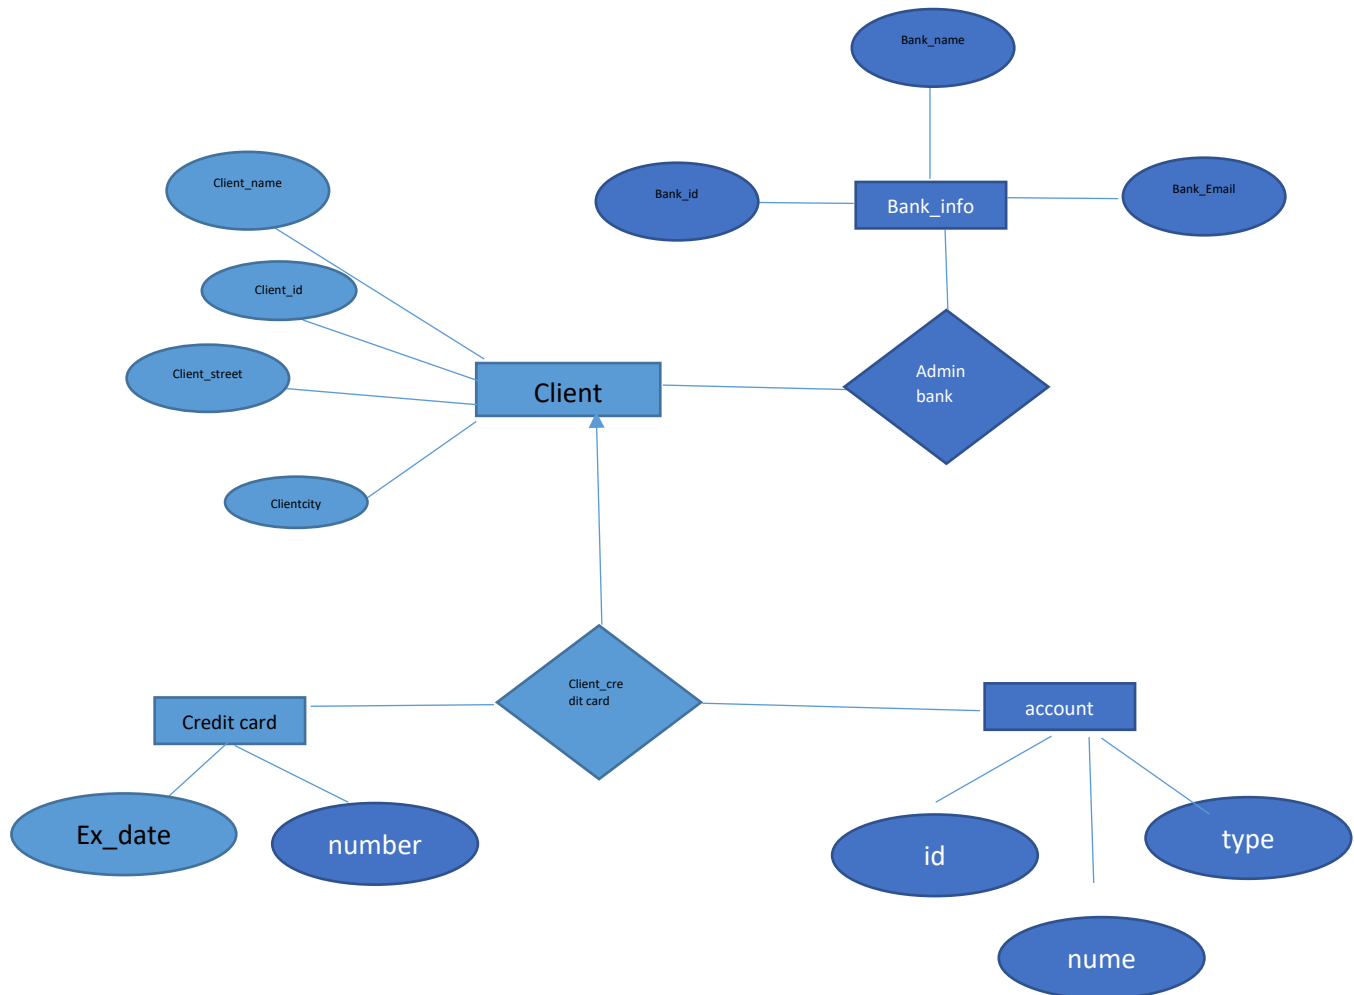 Bank_name
Client_name
Bank_id
Bank_info
Bank_Email
Client_id
Client_street
Client
Admin
bank
Clientcity
Client_cre
dit card
Credit card
account
Ex_date
number
id
type
nume